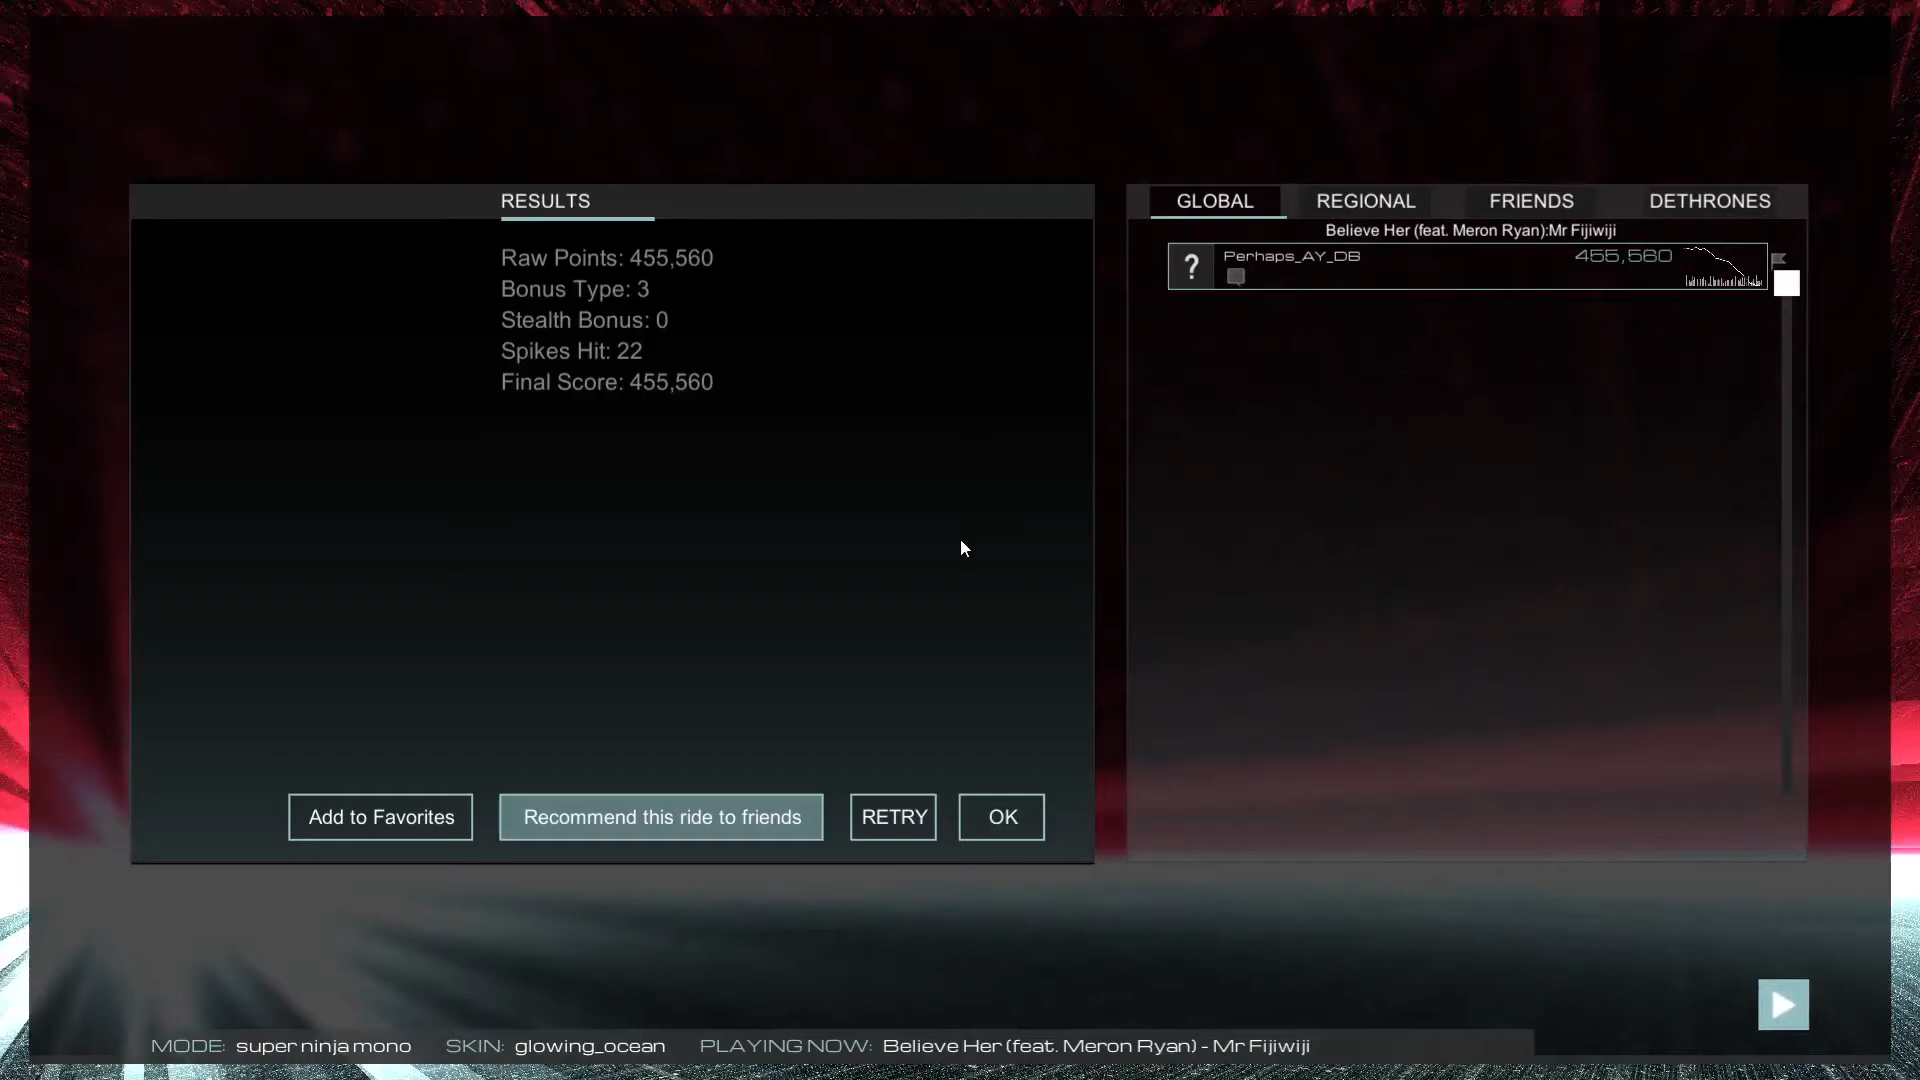 RESULTS
Raw Points: 455,560
Bonus Type: 3
Stealth Bonus: 0
Spikes Hit: 22
Final Score: 455,560
Add to Favorites
Recommend this ride to friends
RETRY
OK
GLOBAL REGIONAL FRIENDS DETHRONES
Believe Her (feat. Meron Ryan):Mr Fijiwiji
? Perhaps_AY_DB 455,560
MODE: super ninja mono SKIN: glowing_ocean PLAYING NOW: Believe Her (feat. Meron Ryan) - Mr Fijiwiji